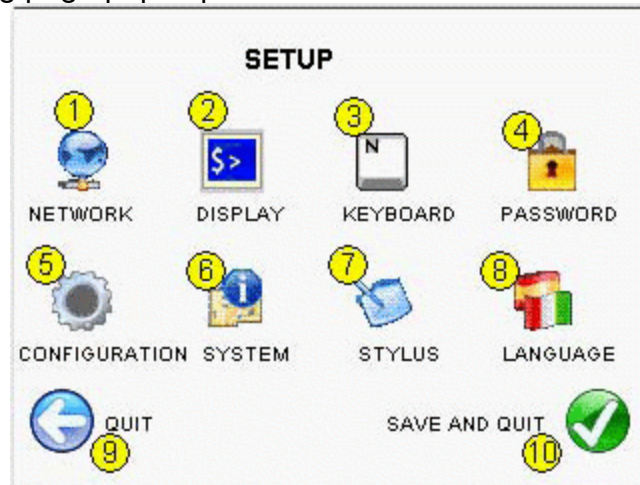 SETUP
1 2 3 4
N $>
NETWORK DISPLAY KEYBOARD PASSWORD
5 6 7 8
i
CONFIGURATION SYSTEM STYLUS LANGUAGE
QUIT SAVE AND QUIT
9 10